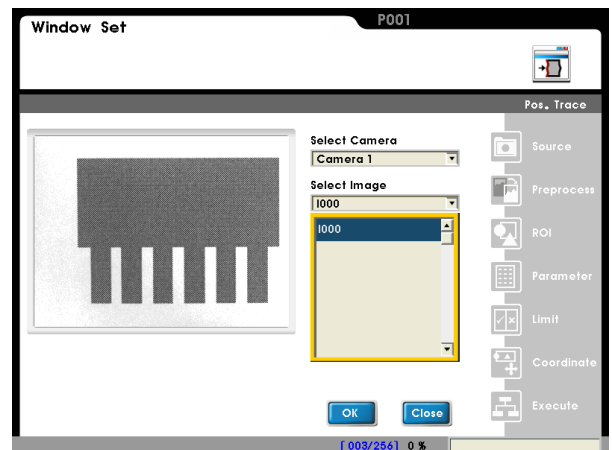 Window Set
P001
Pos. Trace
Select Camera
Camera 1
Select Image
I000
I000
OK
Close
Source
Preprocess
ROI
Parameter
Limit
Coordinate
Execute
[003/256] 0 %